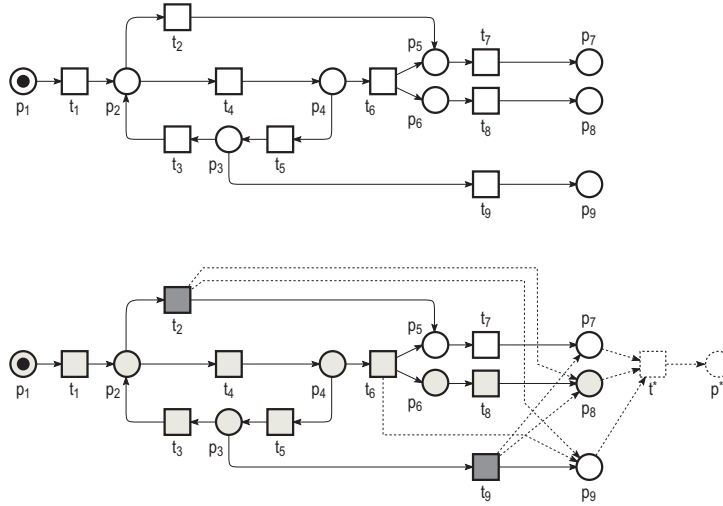 t2
p5 t7 p7
p1 t1 p2 t4 p4 t6
p6 t8 p8
t3 p3 t5
t9 p9
t2
p5 t7 p7
p1 t1 p2 t4 p4 t6 t* p*
p6 t8 p8
t3 p3 t5
t9 p9